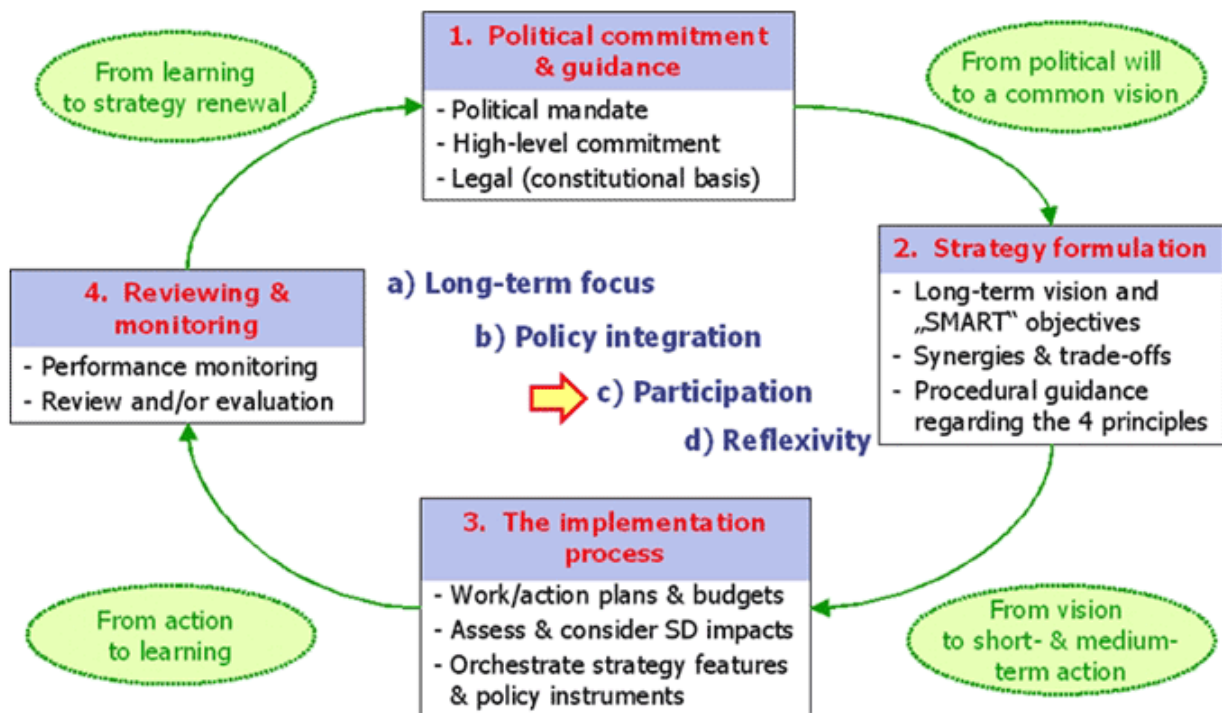 1. Political commitment
& guidance
- Political mandate
- High-level commitment
- Legal (constitutional basis)
From political will
to a common vision
2. Strategy formulation
- Long-term vision and
„SMART“ objectives
- Synergies & trade-offs
- Procedural guidance
regarding the 4 principles
From vision
to short- & medium-
term action
3. The implementation
process
- Work/action plans & budgets
- Assess & consider SD impacts
- Orchestrate strategy features
& policy instruments
From action
to learning
4. Reviewing &
monitoring
- Performance monitoring
- Review and/or evaluation
From learning
to strategy renewal
a) Long-term focus
b) Policy integration
c) Participation
d) Reflexivity